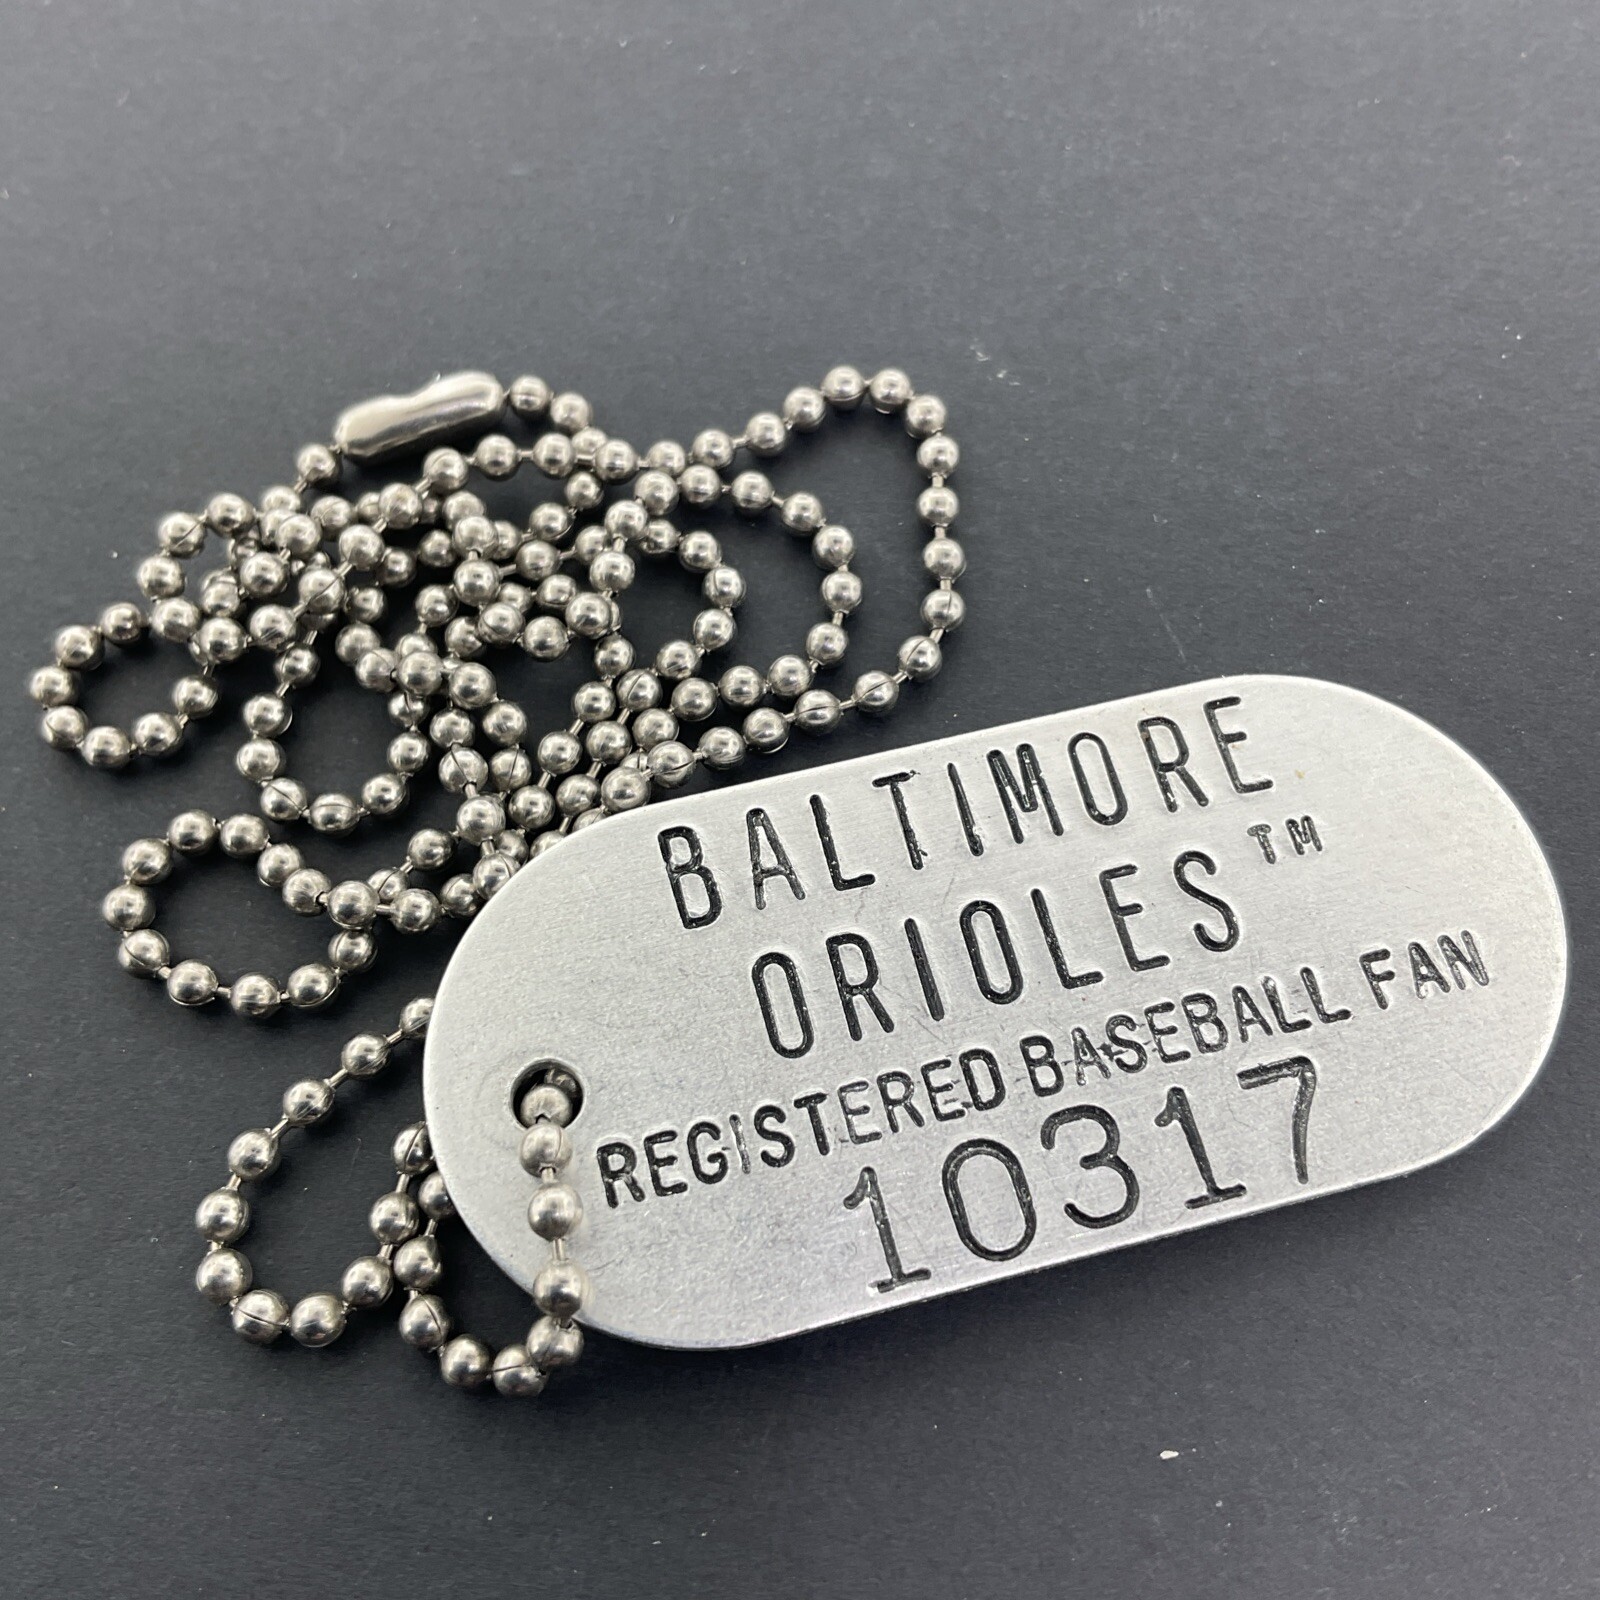 BALTIMORE
ORIOLES™
REGISTERED BASEBALL FAN
10317